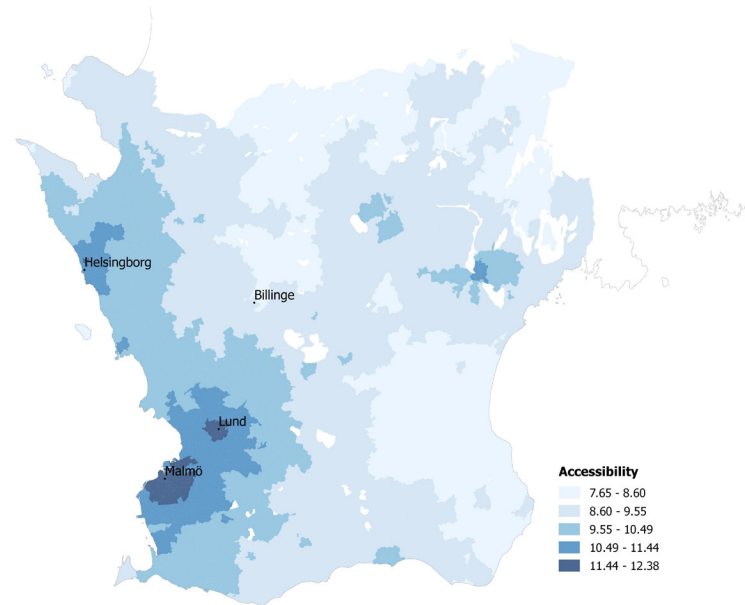 Helsingborg
Billinge
Lund
Malmö
Accessibility
7.65 - 8.60
8.60 - 9.55
9.55 - 10.49
10.49 - 11.44
11.44 - 12.38